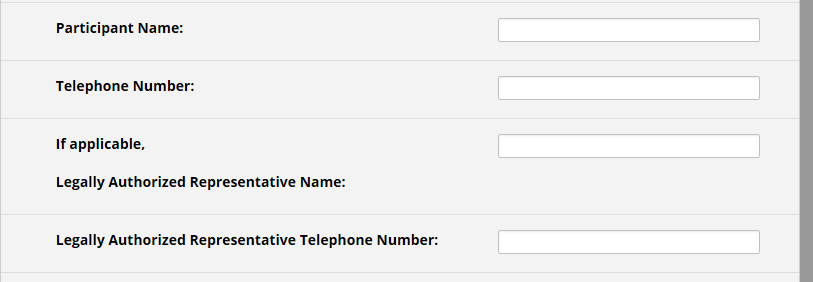 Participant Name:
Telephone Number:
If applicable,
Legally Authorized Representative Name:
Legally Authorized Representative Telephone Number: